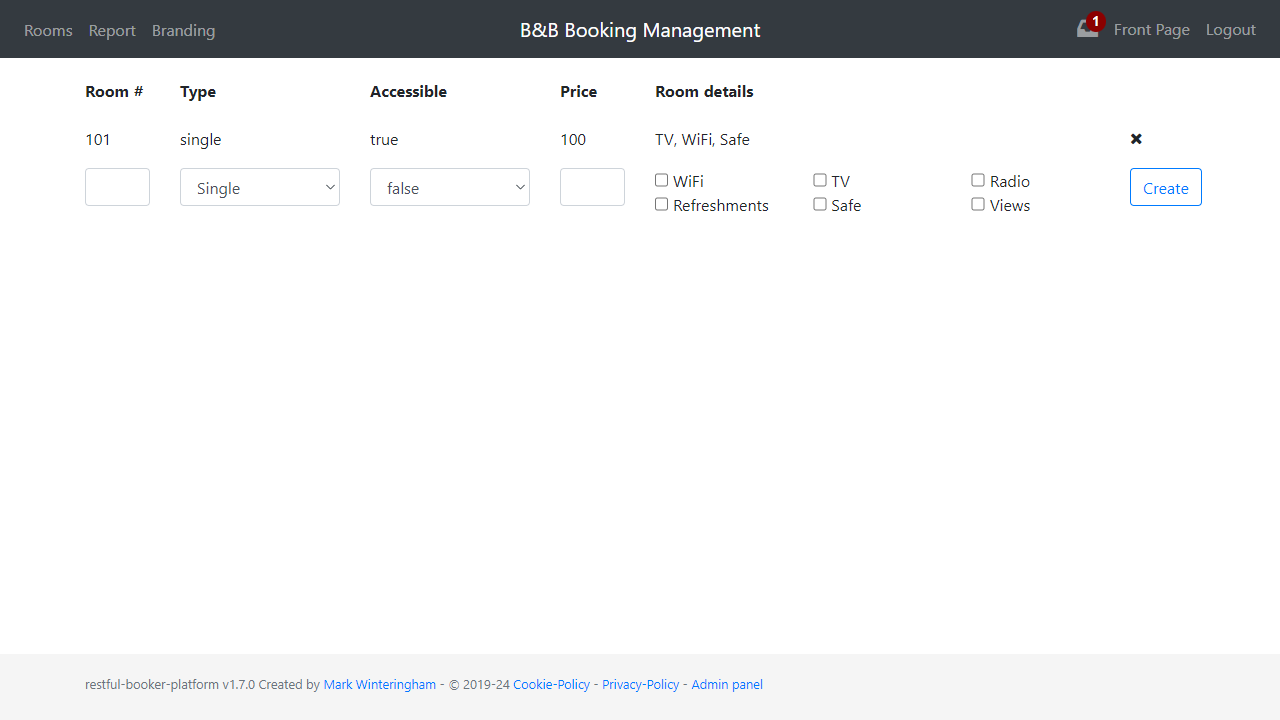 Rooms Report Branding B&B Booking Management 1 Front Page Logout
Room # Type Accessible Price Room details
101 single true 100 TV, WiFi, Safe
Single false WiFi TV Radio Create
Refreshments Safe Views
restful-booker-platform v1.7.0 Created by Mark Winteringham - © 2019-24 Cookie-Policy - Privacy-Policy - Admin panel